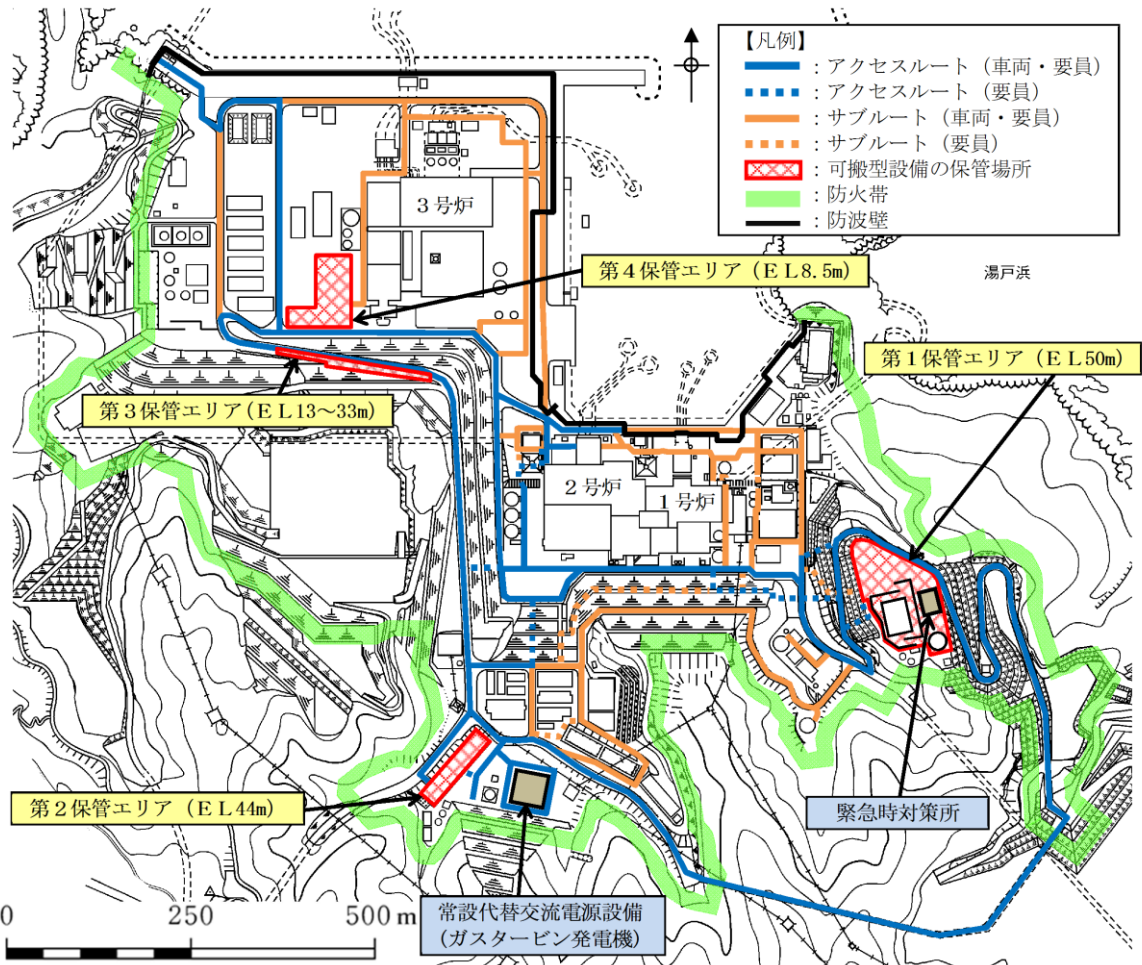 【凡例】
：アクセスルート（車両・要員）
：アクセスルート（要員）
：サブルート（車両・要員）
：サブルート（要員）
：可搬型設備の保管場所
：防火帯
：防波壁
３号炉
第４保管エリア（ＥＬ8.5m）
湯戸浜
第１保管エリア（ＥＬ50m）
第３保管エリア（ＥＬ13～33m）
２号炉
１号炉
第２保管エリア（ＥＬ44m）
緊急時対策所
常設代替交流電源設備
（ガスタービン発電機）
0 250 500 m